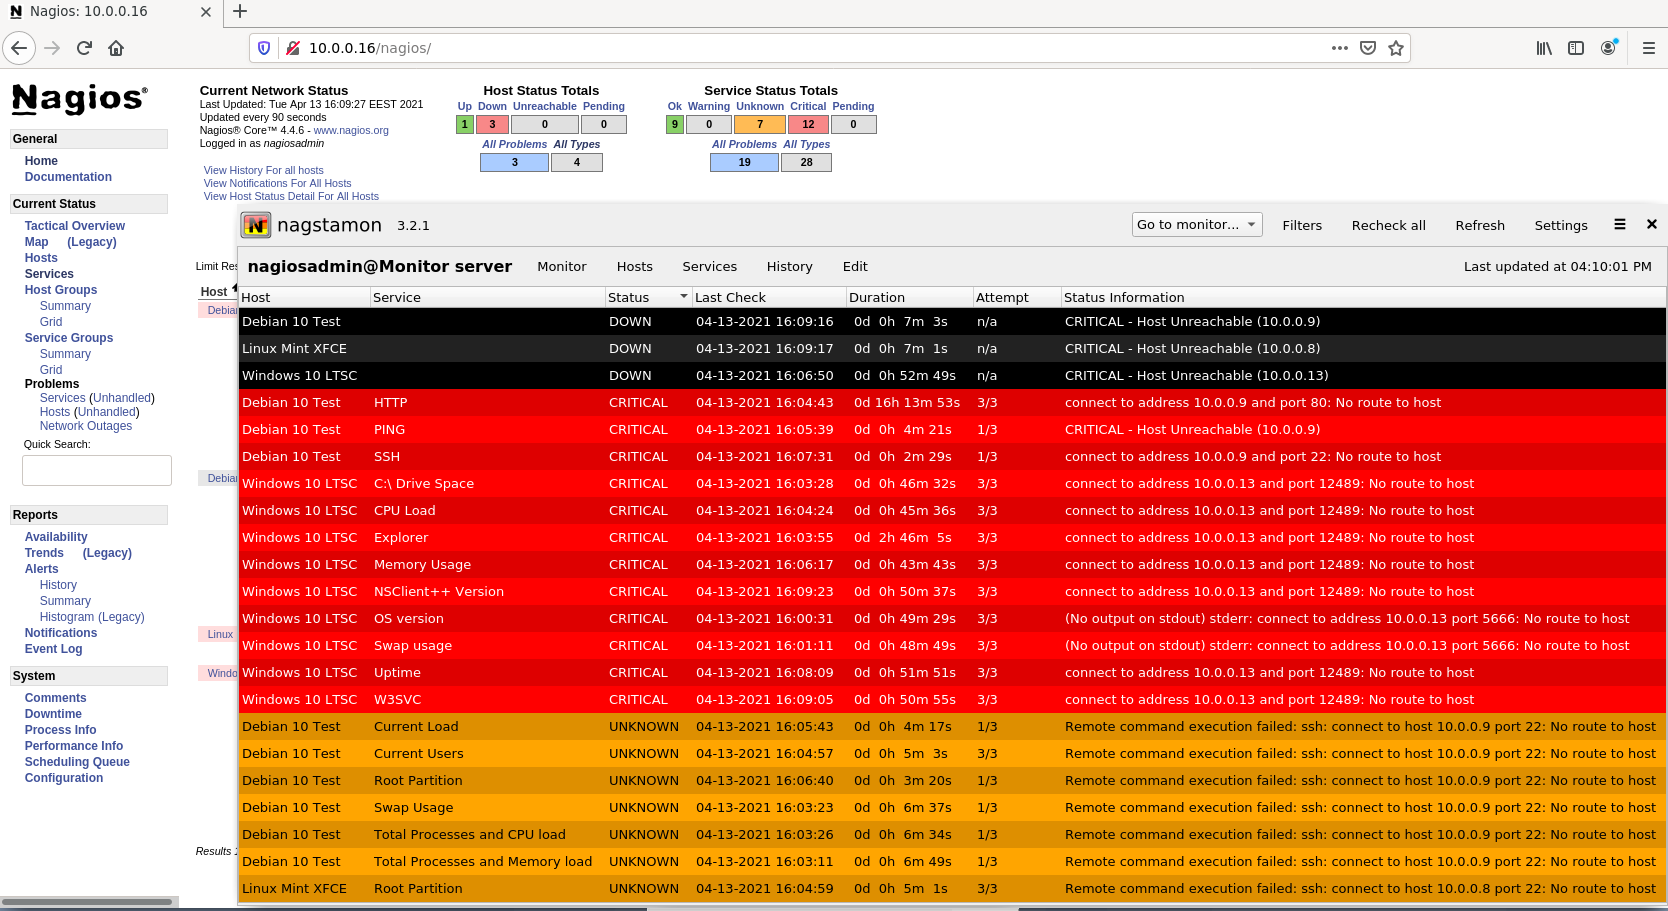 Nagios: 10.0.0.16
10.0.0.16/nagios/
Nagios®
General
Home
Documentation
Current Status
Tactical Overview
Map (Legacy)
Hosts
Services
Host Groups
Summary
Grid
Service Groups
Summary
Grid
Problems
Services (Unhandled)
Hosts (Unhandled)
Network Outages
Quick Search:
Reports
Availability
Trends (Legacy)
Alerts
History
Summary
Histogram (Legacy)
Notifications
Event Log
System
Comments
Downtime
Process Info
Performance Info
Scheduling Queue
Configuration
Current Network Status
Last Updated: Tue Apr 13 16:09:27 EEST 2021
Updated every 90 seconds
Nagios® Core™ 4.4.6 - www.nagios.org
Logged in as nagiosadmin
View History For all hosts
View Notifications For All Hosts
View Host Status Detail For All Hosts
Host Status Totals
Up Down Unreachable Pending
1 3 0 0
All Problems All Types
3 4
Service Status Totals
Ok Warning Unknown Critical Pending
9 0 7 12 0
All Problems All Types
19 28
Limit Res
Host
Debian
Debian
Linux
Windo
Results
N nagstamon 3.2.1 Go to monitor... Filters Recheck all Refresh Settings
nagiosadmin@Monitor server Monitor Hosts Services History Edit Last updated at 04:10:01 PM
Host Service Status Last Check Duration Attempt Status Information
Debian 10 Test DOWN 04-13-2021 16:09:16 0d 0h 7m 3s n/a CRITICAL - Host Unreachable (10.0.0.9)
Linux Mint XFCE DOWN 04-13-2021 16:09:17 0d 0h 7m 1s n/a CRITICAL - Host Unreachable (10.0.0.8)
Windows 10 LTSC DOWN 04-13-2021 16:06:50 0d 0h 52m 49s n/a CRITICAL - Host Unreachable (10.0.0.13)
Debian 10 Test HTTP CRITICAL 04-13-2021 16:04:43 0d 16h 13m 53s 3/3 connect to address 10.0.0.9 and port 80: No route to host
Debian 10 Test PING CRITICAL 04-13-2021 16:05:39 0d 0h 4m 21s 1/3 CRITICAL - Host Unreachable (10.0.0.9)
Debian 10 Test SSH CRITICAL 04-13-2021 16:07:31 0d 0h 2m 29s 1/3 connect to address 10.0.0.9 and port 22: No route to host
Windows 10 LTSC C:\ Drive Space CRITICAL 04-13-2021 16:03:28 0d 0h 46m 32s 3/3 connect to address 10.0.0.13 and port 12489: No route to host
Windows 10 LTSC CPU Load CRITICAL 04-13-2021 16:04:24 0d 0h 45m 36s 3/3 connect to address 10.0.0.13 and port 12489: No route to host
Windows 10 LTSC Explorer CRITICAL 04-13-2021 16:03:55 0d 2h 46m 5s 3/3 connect to address 10.0.0.13 and port 12489: No route to host
Windows 10 LTSC Memory Usage CRITICAL 04-13-2021 16:06:17 0d 0h 43m 43s 3/3 connect to address 10.0.0.13 and port 12489: No route to host
Windows 10 LTSC NSClient++ Version CRITICAL 04-13-2021 16:09:23 0d 0h 50m 37s 3/3 connect to address 10.0.0.13 and port 12489: No route to host
Windows 10 LTSC OS version CRITICAL 04-13-2021 16:00:31 0d 0h 49m 29s 3/3 (No output on stdout) stderr: connect to address 10.0.0.13 port 5666: No route to host
Windows 10 LTSC Swap usage CRITICAL 04-13-2021 16:01:11 0d 0h 48m 49s 3/3 (No output on stdout) stderr: connect to address 10.0.0.13 port 5666: No route to host
Windows 10 LTSC Uptime CRITICAL 04-13-2021 16:08:09 0d 0h 51m 51s 3/3 connect to address 10.0.0.13 and port 12489: No route to host
Windows 10 LTSC W3SVC CRITICAL 04-13-2021 16:09:05 0d 0h 50m 55s 3/3 connect to address 10.0.0.13 and port 12489: No route to host
Debian 10 Test Current Load UNKNOWN 04-13-2021 16:05:43 0d 0h 4m 17s 1/3 Remote command execution failed: ssh: connect to host 10.0.0.9 port 22: No route to host
Debian 10 Test Current Users UNKNOWN 04-13-2021 16:04:57 0d 0h 5m 3s 3/3 Remote command execution failed: ssh: connect to host 10.0.0.9 port 22: No route to host
Debian 10 Test Root Partition UNKNOWN 04-13-2021 16:06:40 0d 0h 3m 20s 1/3 Remote command execution failed: ssh: connect to host 10.0.0.9 port 22: No route to host
Debian 10 Test Swap Usage UNKNOWN 04-13-2021 16:03:23 0d 0h 6m 37s 1/3 Remote command execution failed: ssh: connect to host 10.0.0.9 port 22: No route to host
Debian 10 Test Total Processes and CPU load UNKNOWN 04-13-2021 16:03:26 0d 0h 6m 34s 1/3 Remote command execution failed: ssh: connect to host 10.0.0.9 port 22: No route to host
Debian 10 Test Total Processes and Memory load UNKNOWN 04-13-2021 16:03:11 0d 0h 6m 49s 1/3 Remote command execution failed: ssh: connect to host 10.0.0.9 port 22: No route to host
Linux Mint XFCE Root Partition UNKNOWN 04-13-2021 16:04:59 0d 0h 5m 1s 3/3 Remote command execution failed: ssh: connect to host 10.0.0.8 port 22: No route to host